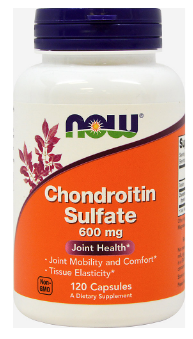 now
Chondroitin
Sulfate
600 mg
Joint Health*
• Joint Mobility and Comfort*
• Tissue Elasticity*
Non-
GMO
120 Capsules
A Dietary Supplement